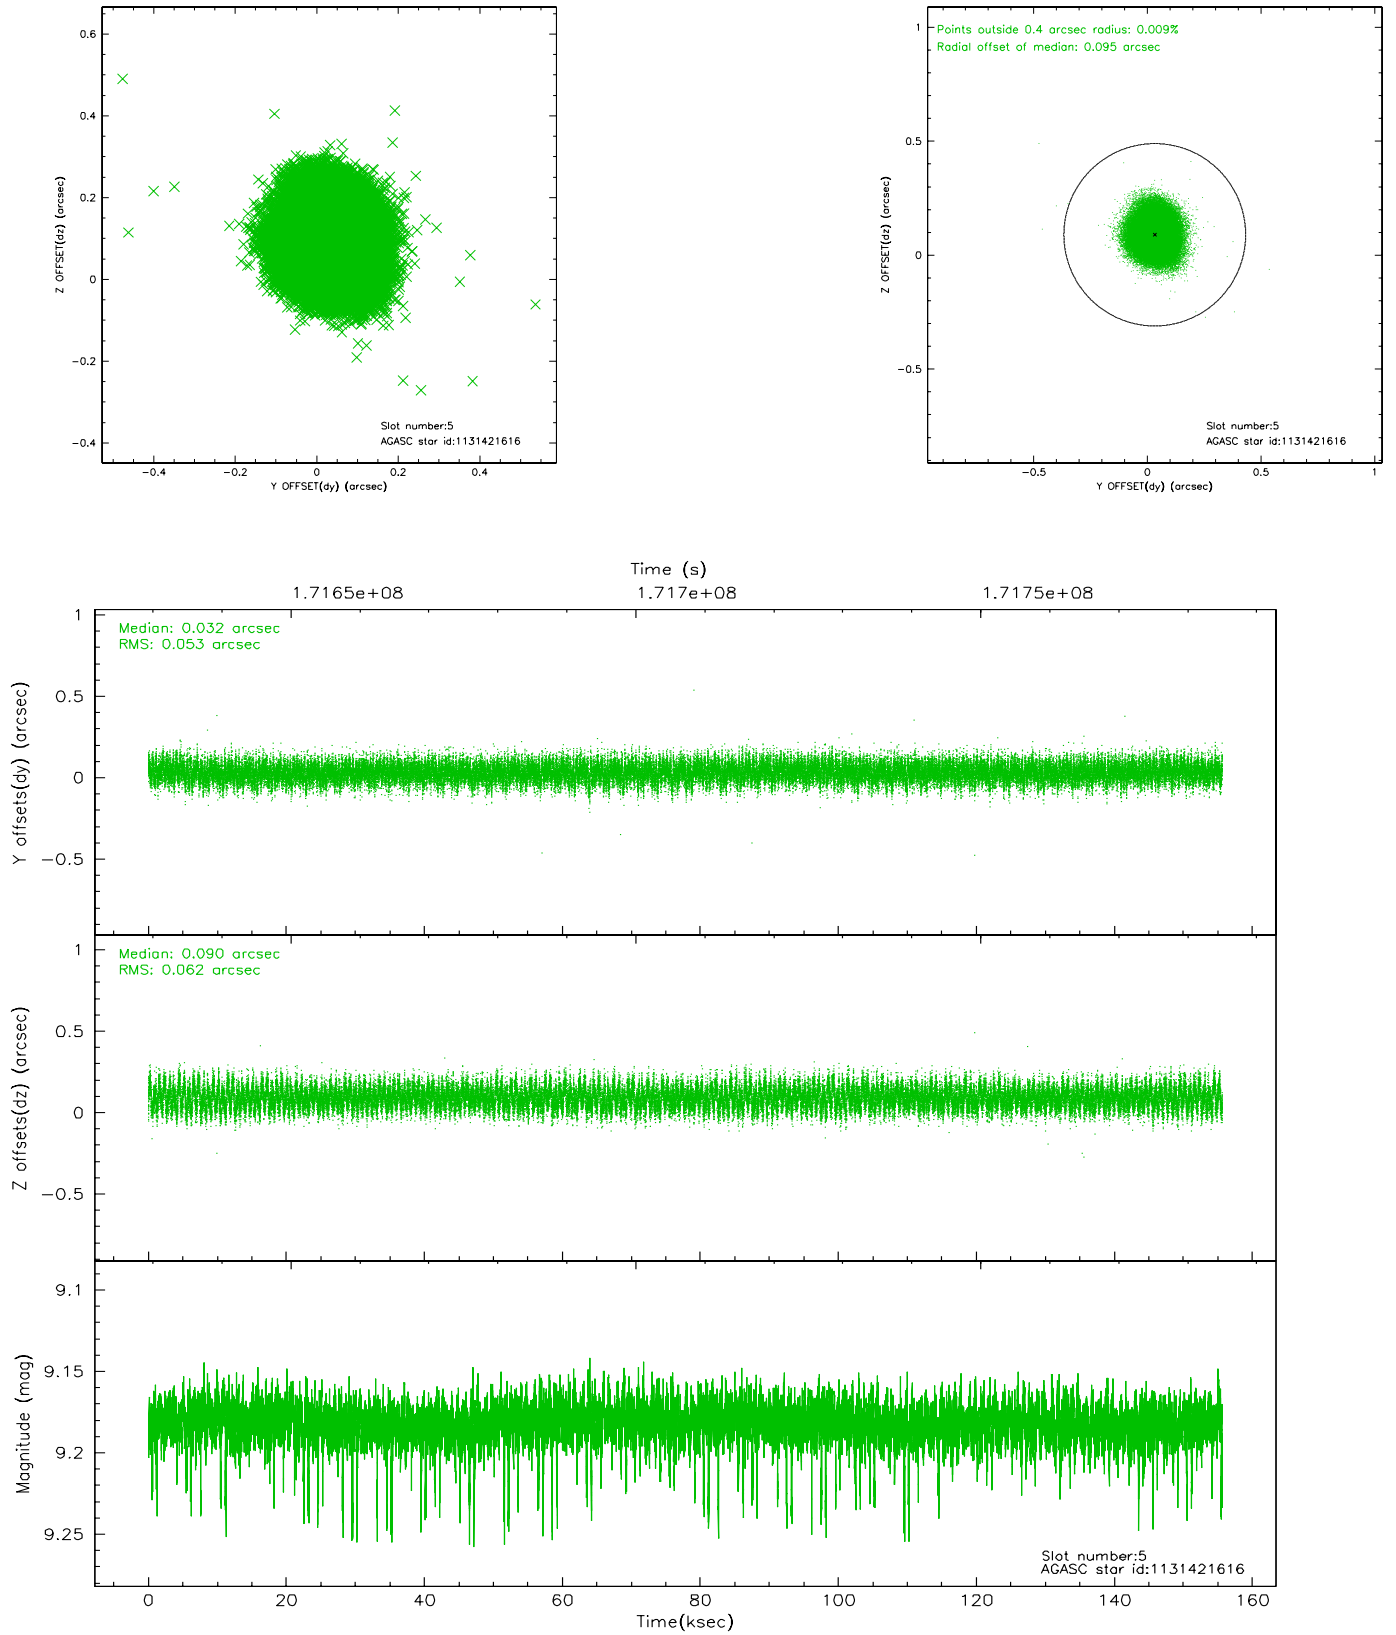 0.6
0.4
0.2
0
−0.2
−0.4
Z OFFSET(dz) (arcsec)
Slot number:5
AGASC star id:1131421616
−0.4
−0.2
0
0.2
0.4
Y OFFSET(dy) (arcsec)
Points outside 0.4 arcsec radius: 0.009%
Radial offset of median: 0.095 arcsec
1
0.5
0
−0.5
Z OFFSET(dz) (arcsec)
Slot number:5
AGASC star id:1131421616
−0.5
0
0.5
1
Y OFFSET(dy) (arcsec)
Time (s)
1.7165e+08
1.717e+08
1.7175e+08
Median: 0.032 arcsec
RMS: 0.053 arcsec
1
0.5
0
−0.5
Y offsets(dy) (arcsec)
Median: 0.090 arcsec
RMS: 0.062 arcsec
1
0.5
0
−0.5
Z offsets(dz) (arcsec)
9.1
9.15
9.2
9.25
Magnitude (mag)
Slot number:5
AGASC star id:1131421616
0
20
40
60
80
100
120
140
160
Time(ksec)